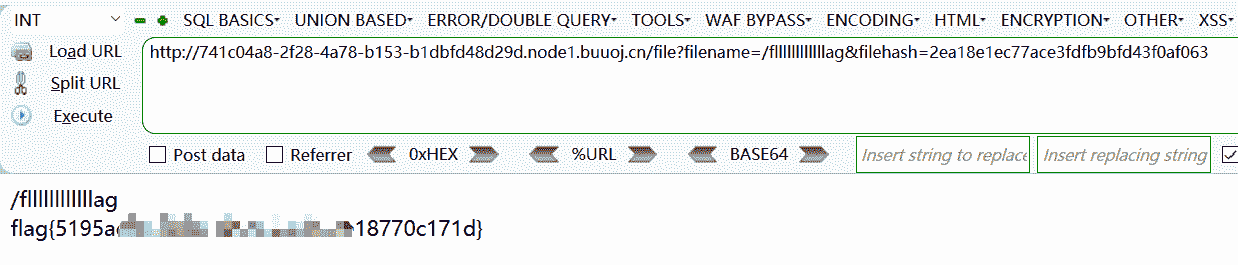 INT SQL BASICS▾ UNION BASED▾ ERROR/DOUBLE QUERY▾ TOOLS▾ WAF BYPASS▾ ENCODING▾ HTML▾ ENCRYPTION▾ OTHER▾ XSS▾
Load URL
Split URL
Execute
http://741c04a8-2f28-4a78-b153-b1dbfd48d29d.node1.buuoj.cn/file?filename=/fllllllllllllag&filehash=2ea18e1ec77ace3fdfb9bfd43f0af063
Post data Referrer 0xHEX %URL BASE64 Insert string to replace Insert replacing string
/fllllllllllllag
flag{5195a 18770c171d}